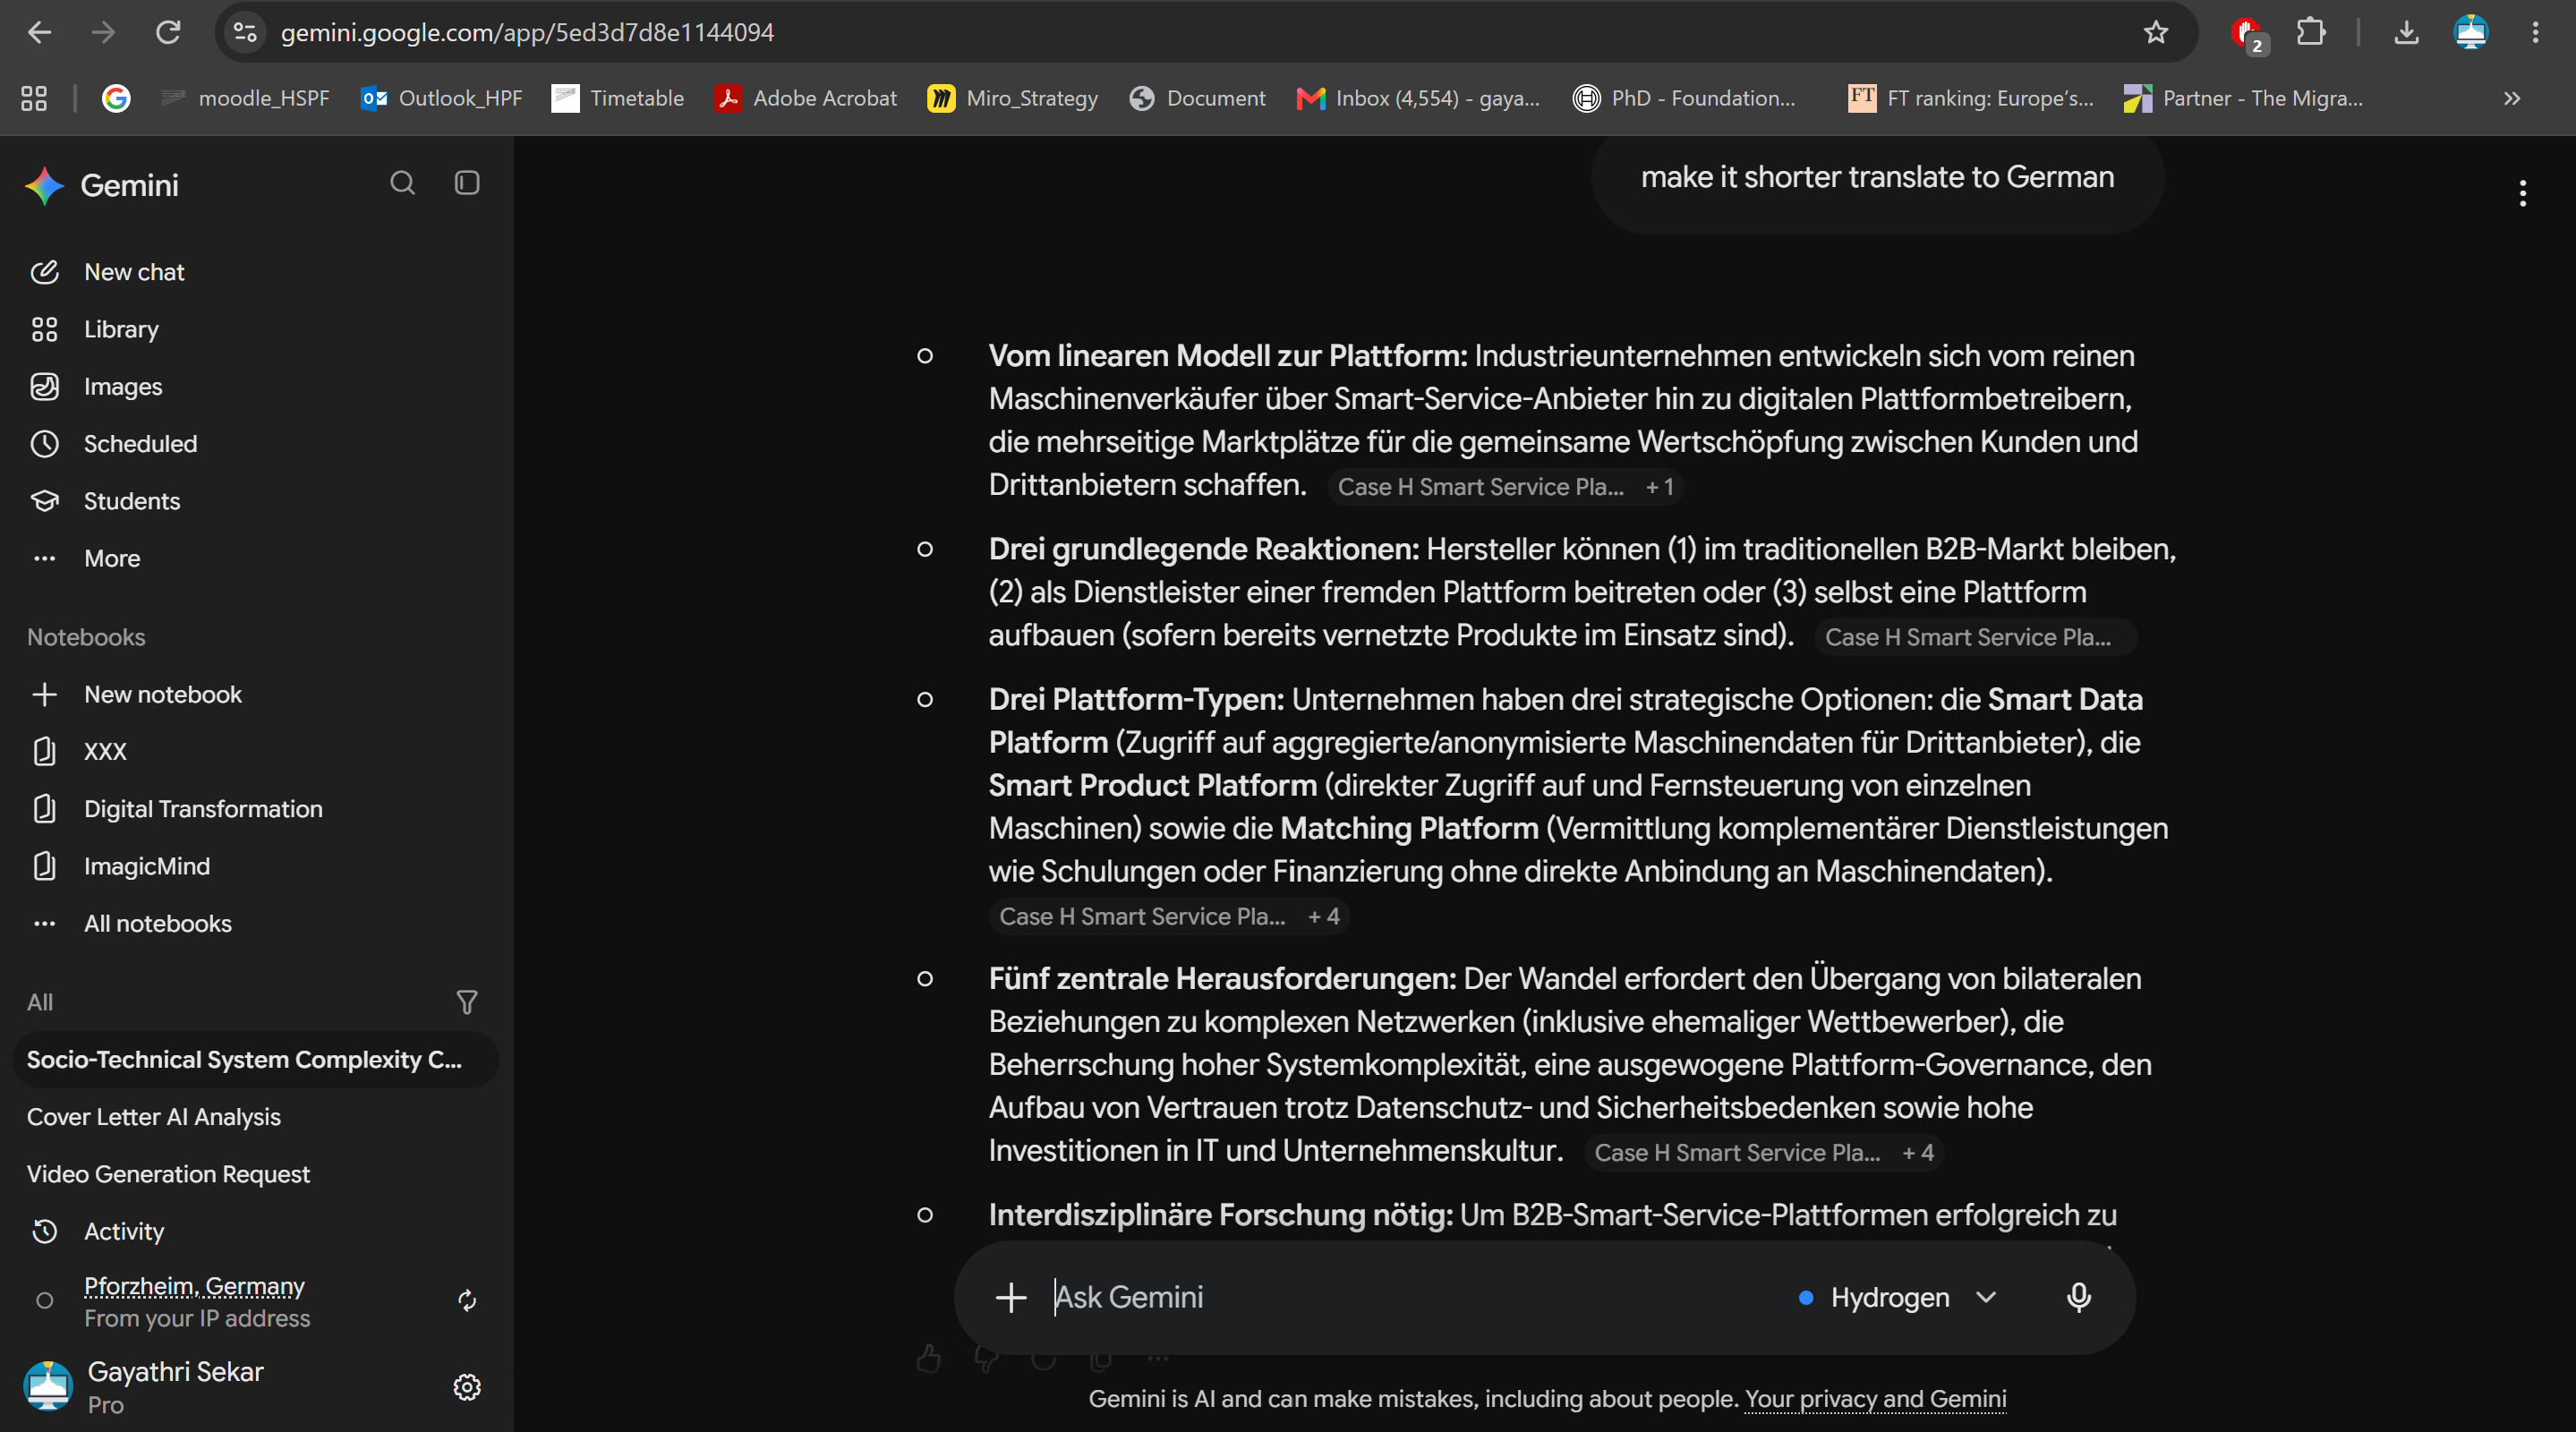 gemini.google.com/app/5ed3d7d8e1144094
2
moodle_HSPF
Outlook_HPF
Timetable
Adobe Acrobat
Miro_Strategy
Document
Inbox (4,554) - gaya...
PhD - Foundation...
FT
FT ranking: Europe's...
Partner - The Migra...
Gemini
New chat
Library
Images
Scheduled
Students
More
Notebooks
New notebook
XXX
Digital Transformation
ImagicMind
All notebooks
All
Socio-Technical System Complexity C...
Cover Letter AI Analysis
Video Generation Request
Activity
Pforzheim, Germany
From your IP address
Gayathri Sekar
Pro
make it shorter translate to German
Vom linearen Modell zur Plattform: Industrieunternehmen entwickeln sich vom reinen
Maschinenverkäufer über Smart-Service-Anbieter hin zu digitalen Plattformbetreibern,
die mehrseitige Marktplätze für die gemeinsame Wertschöpfung zwischen Kunden und
Drittanbietern schaffen. Case H Smart Service Pla... + 1
Drei grundlegende Reaktionen: Hersteller können (1) im traditionellen B2B-Markt bleiben,
(2) als Dienstleister einer fremden Plattform beitreten oder (3) selbst eine Plattform
aufbauen (sofern bereits vernetzte Produkte im Einsatz sind). Case H Smart Service Pla...
Drei Plattform-Typen: Unternehmen haben drei strategische Optionen: die Smart Data
Platform (Zugriff auf aggregierte/anonymisierte Maschinendaten für Drittanbieter), die
Smart Product Platform (direkter Zugriff auf und Fernsteuerung von einzelnen
Maschinen) sowie die Matching Platform (Vermittlung komplementärer Dienstleistungen
wie Schulungen oder Finanzierung ohne direkte Anbindung an Maschinendaten).
Case H Smart Service Pla... + 4
Fünf zentrale Herausforderungen: Der Wandel erfordert den Übergang von bilateralen
Beziehungen zu komplexen Netzwerken (inklusive ehemaliger Wettbewerber), die
Beherrschung hoher Systemkomplexität, eine ausgewogene Plattform-Governance, den
Aufbau von Vertrauen trotz Datenschutz- und Sicherheitsbedenken sowie hohe
Investitionen in IT und Unternehmenskultur. Case H Smart Service Pla... + 4
Interdisziplinäre Forschung nötig: Um B2B-Smart-Service-Plattformen erfolgreich zu
Ask Gemini
Hydrogen
Gemini is AI and can make mistakes, including about people. Your privacy and Gemini